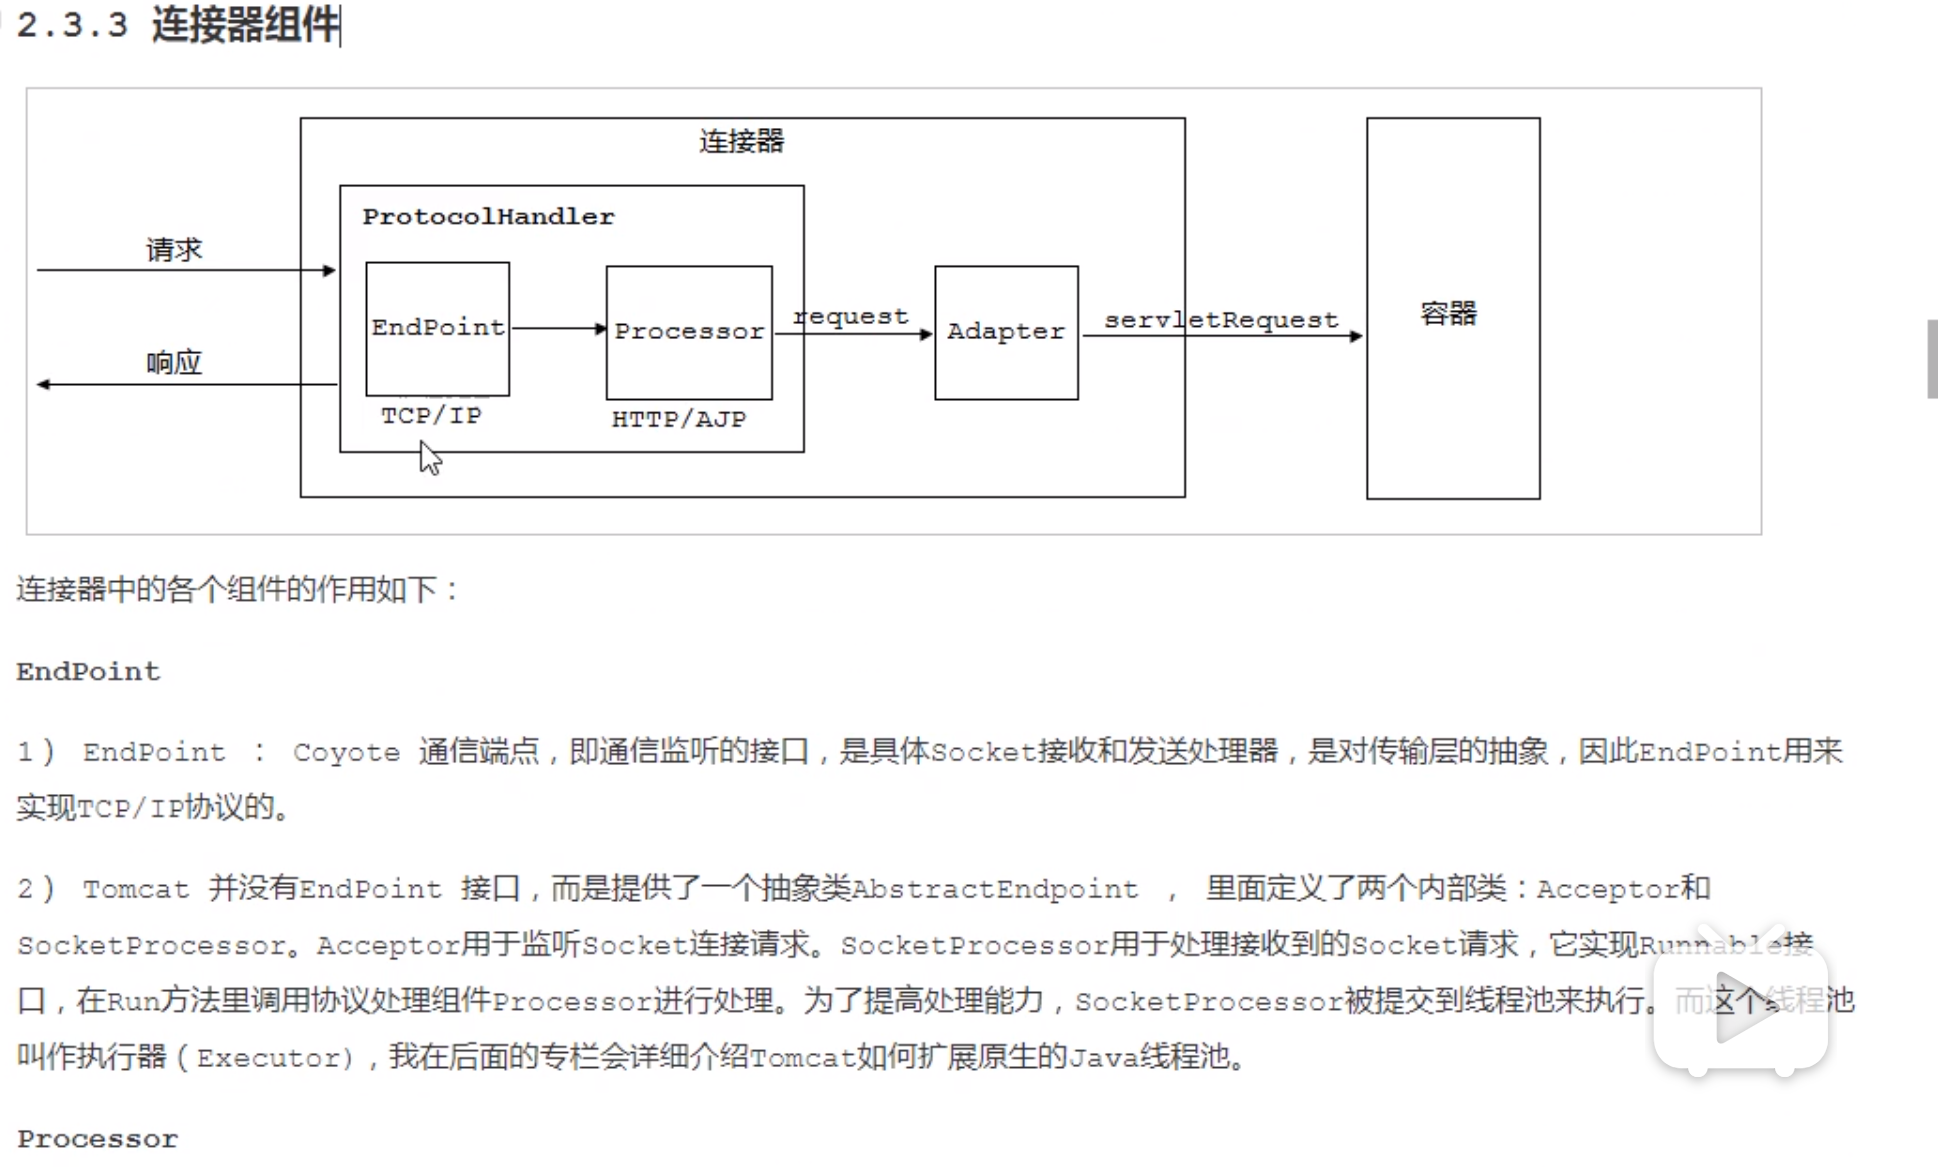 2.3.3 连接器组件
连接器
ProtocolHandler
请求
EndPoint
Processor
request
Adapter
servletRequest
容器
响应
TCP/IP
HTTP/AJP
连接器中的各个组件的作用如下：
EndPoint
1） EndPoint ： Coyote 通信端点，即通信监听的接口，是具体Socket接收和发送处理器，是对传输层的抽象，因此EndPoint用来
实现TCP/IP协议的。
2） Tomcat 并没有EndPoint 接口，而是提供了一个抽象类AbstractEndpoint ， 里面定义了两个内部类：Acceptor和
SocketProcessor。Acceptor用于监听Socket连接请求。SocketProcessor用于处理接收到的Socket请求，它实现Runnable接
口，在Run方法里调用协议处理组件Processor进行处理。为了提高处理能力，SocketProcessor被提交到线程池来执行。而这个线程池
叫作执行器（Executor)，我在后面的专栏会详细介绍Tomcat如何扩展原生的Java线程池。
Processor